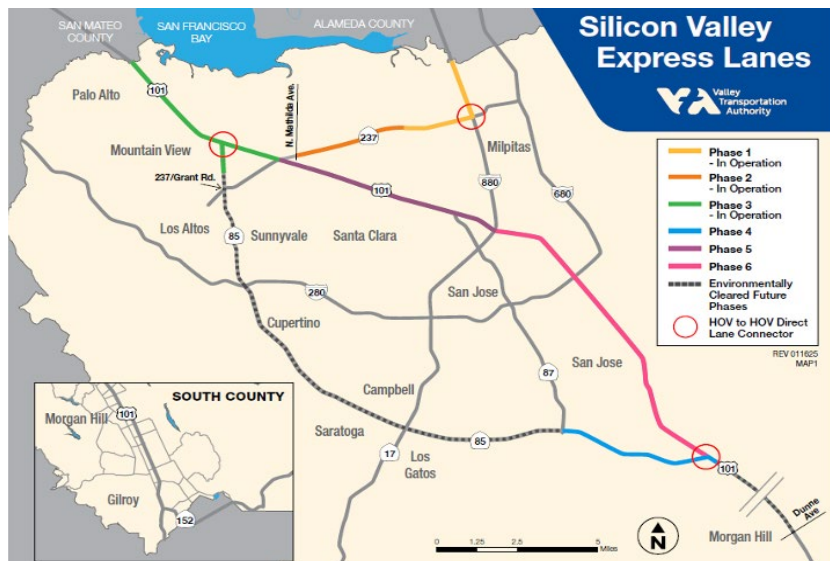 SAN MATEO
COUNTY
SAN FRANCISCO
BAY
ALAMEDA COUNTY
Silicon Valley
Express Lanes
VTA
Valley
Transportation
Authority
Palo Alto
101
N. Mathilda Ave.
237
Mountain View
Milpitas
237/Grant Rd.
101
880
680
Los Altos
85
Sunnyvale
Santa Clara
280
San Jose
Cupertino
San Jose
87
Campbell
Saratoga
85
17
Los
Gatos
101
Dunne
Ave
Morgan Hill
Phase 1
- In Operation
Phase 2
- In Operation
Phase 3
- In Operation
Phase 4
Phase 5
Phase 6
Environmentally
Cleared Future
Phases
HOV to HOV Direct
Lane Connector
REV 011625
MAP1
SOUTH COUNTY
101
Morgan Hill
Gilroy
152
0 1.25 2.5 5
Miles
N